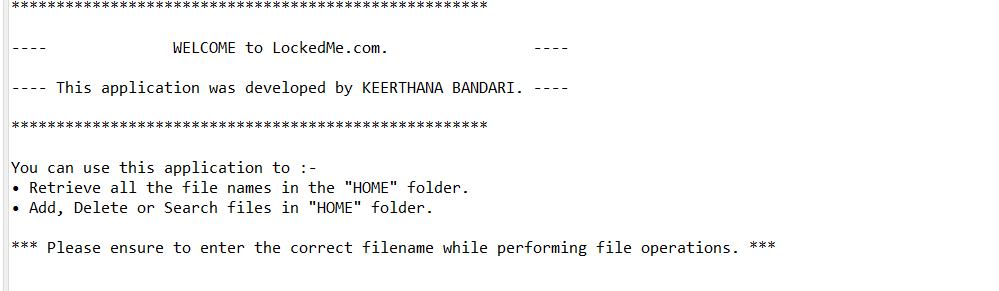 *****************************************************
----              WELCOME to LockedMe.com.                ----
---- This application was developed by KEERTHANA BANDARI. ----
*****************************************************
You can use this application to :-
• Retrieve all the file names in the "HOME" folder.
• Add, Delete or Search files in "HOME" folder.
*** Please ensure to enter the correct filename while performing file operations. ***